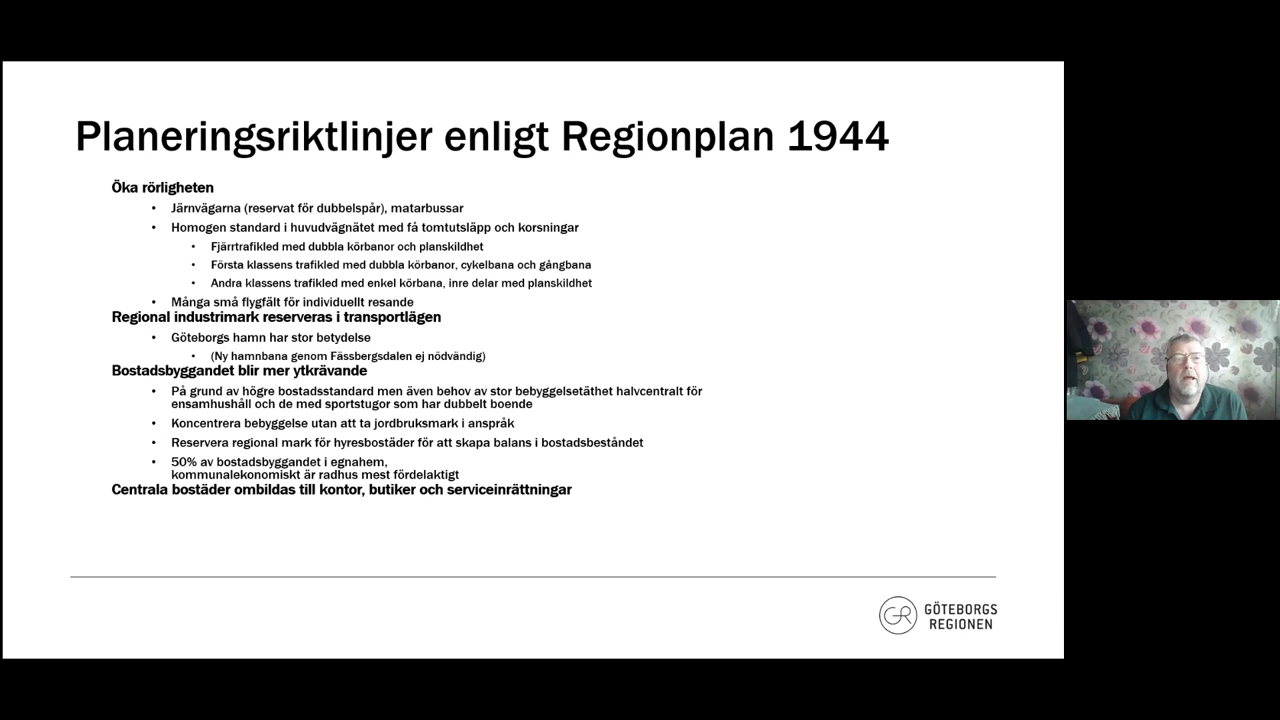 Planeringsriktlinjer enligt Regionplan 1944
Öka rörligheten
• Järnvägarna (reservat för dubbelspår), matarbussar
• Homogen standard i huvudvägnätet med få tomtutsläpp och korsningar
• Fjärrtrafikled med dubbla körbanor och planskildhet
• Första klassens trafikled med dubbla körbanor, cykelbana och gångbana
• Andra klassens trafikled med enkel körbana, inre delar med planskildhet
• Många små flygfält för individuellt resande
Regional industrimark reserveras i transportlägen
• Göteborgs hamn har stor betydelse
• (Ny hamnbana genom Fässbergsdalen ej nödvändig)
Bostadsbyggandet blir mer ytkrävande
• På grund av högre bostadsstandard men även behov av stor bebyggelsetäthet halvcentralt för
ensamhushåll och de med sportstugor som har dubbelt boende
• Koncentrera bebyggelse utan att ta jordbruksmark i anspråk
• Reservera regional mark för hyresbostäder för att skapa balans i bostadsbeståndet
• 50% av bostadsbyggandet i egnahem,
kommunalekonomiskt är radhus mest fördelaktigt
Centrala bostäder ombildas till kontor, butiker och serviceinrättningar
GR
GÖTEBORGS
REGIONEN